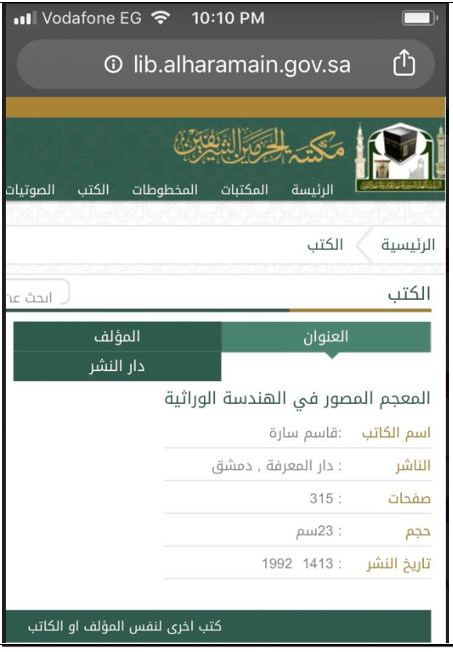 Vodafone EG 10:10 PM
lib.alharamain.gov.sa
مكتبة الحرمين الشريفين
الرئيسة المكتبات المخطوطات الكتب الصوتيات
الرئيسية الكتب
الكتب ابحث عن
العنوان المؤلف
دار النشر
المعجم المصور في الهندسة الوراثية
اسم الكاتب :قاسم سارة
الناشر : دار المعرفة , دمشق
صفحات : 315
حجم : 23سم
تاريخ النشر : 1413 1992
كتب اخرى لنفس المؤلف او الكاتب